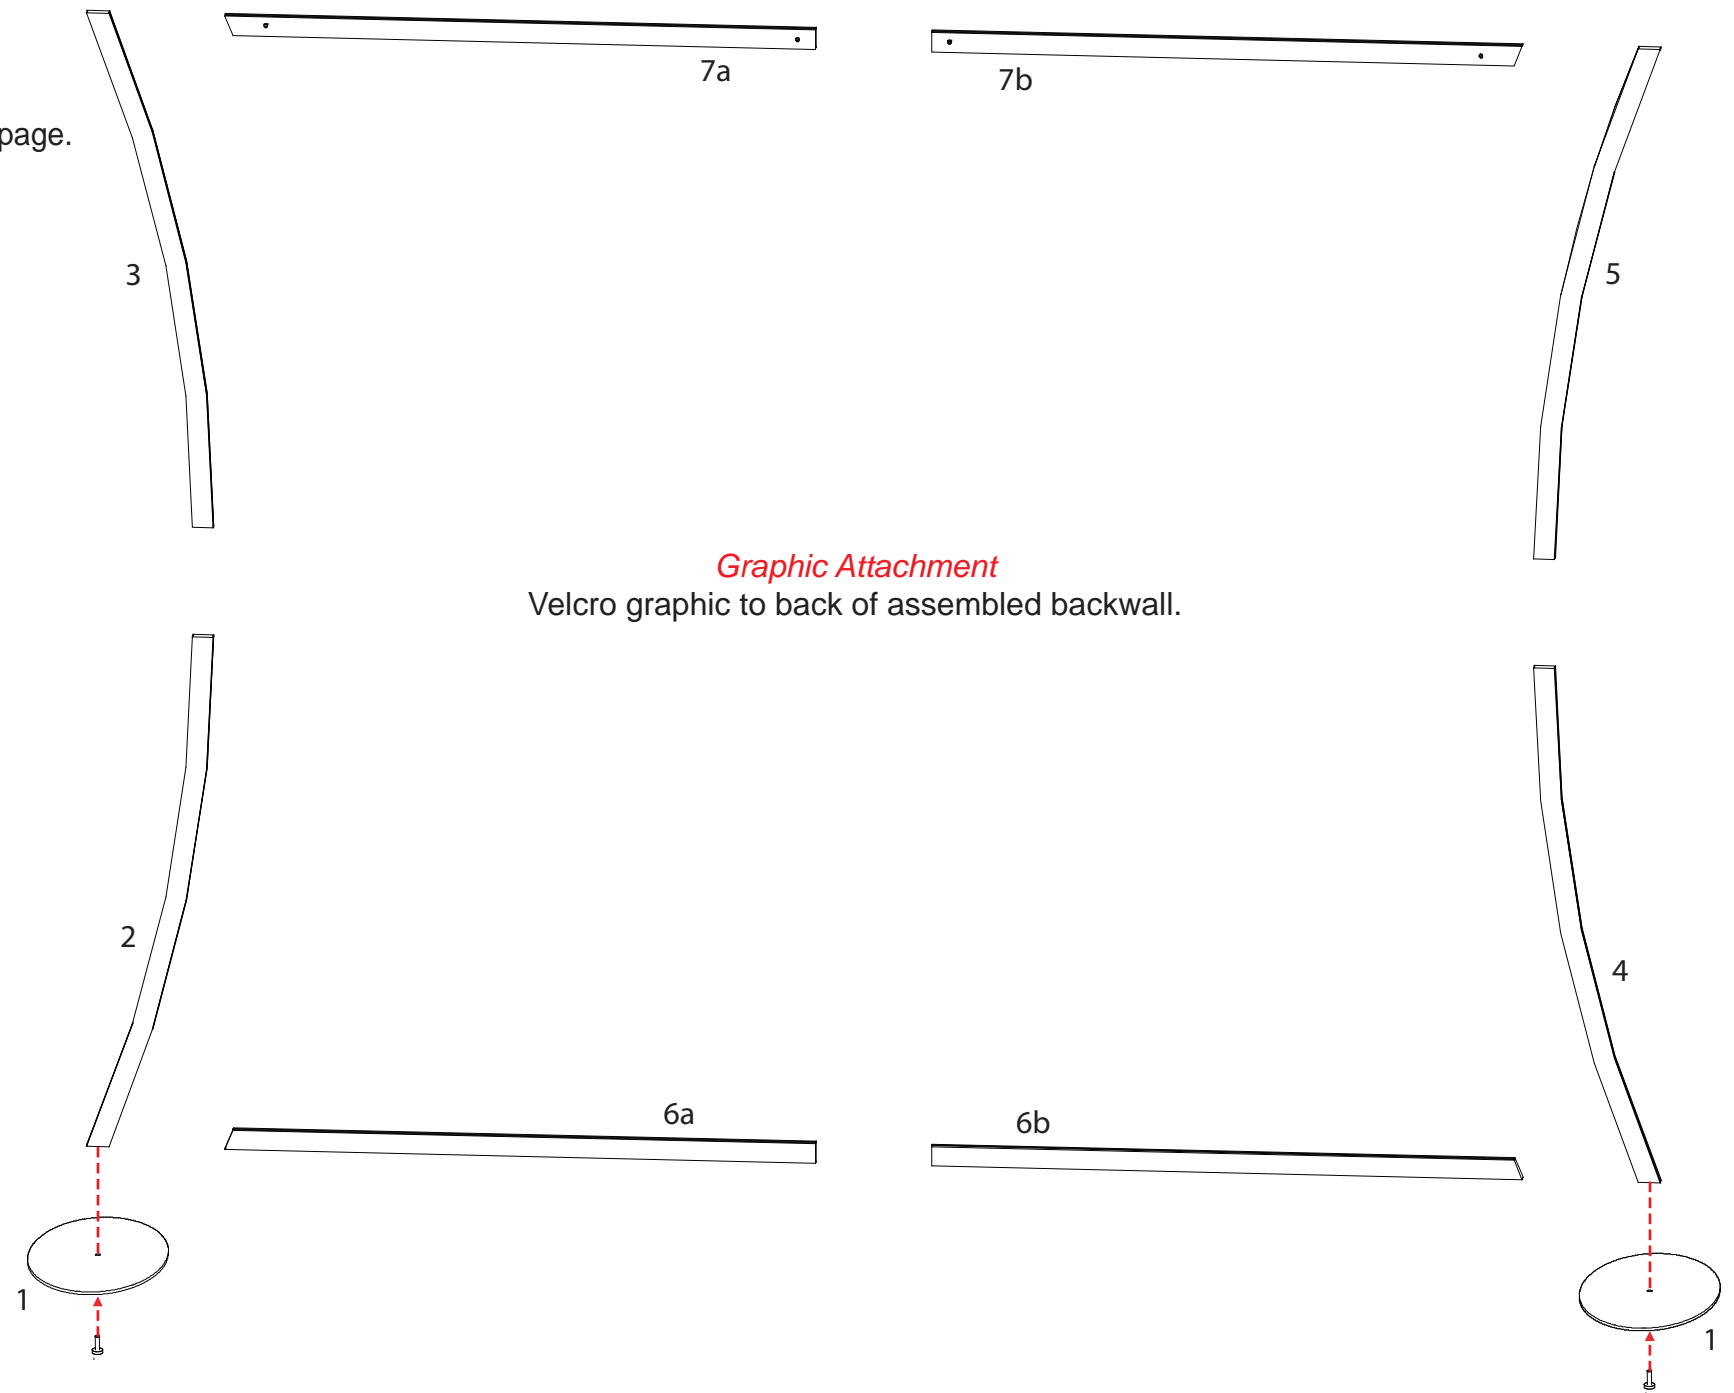 7a
7b
page.
3
5
Graphic Attachment
Velcro graphic to back of assembled backwall.
2
4
6a
6b
1
1